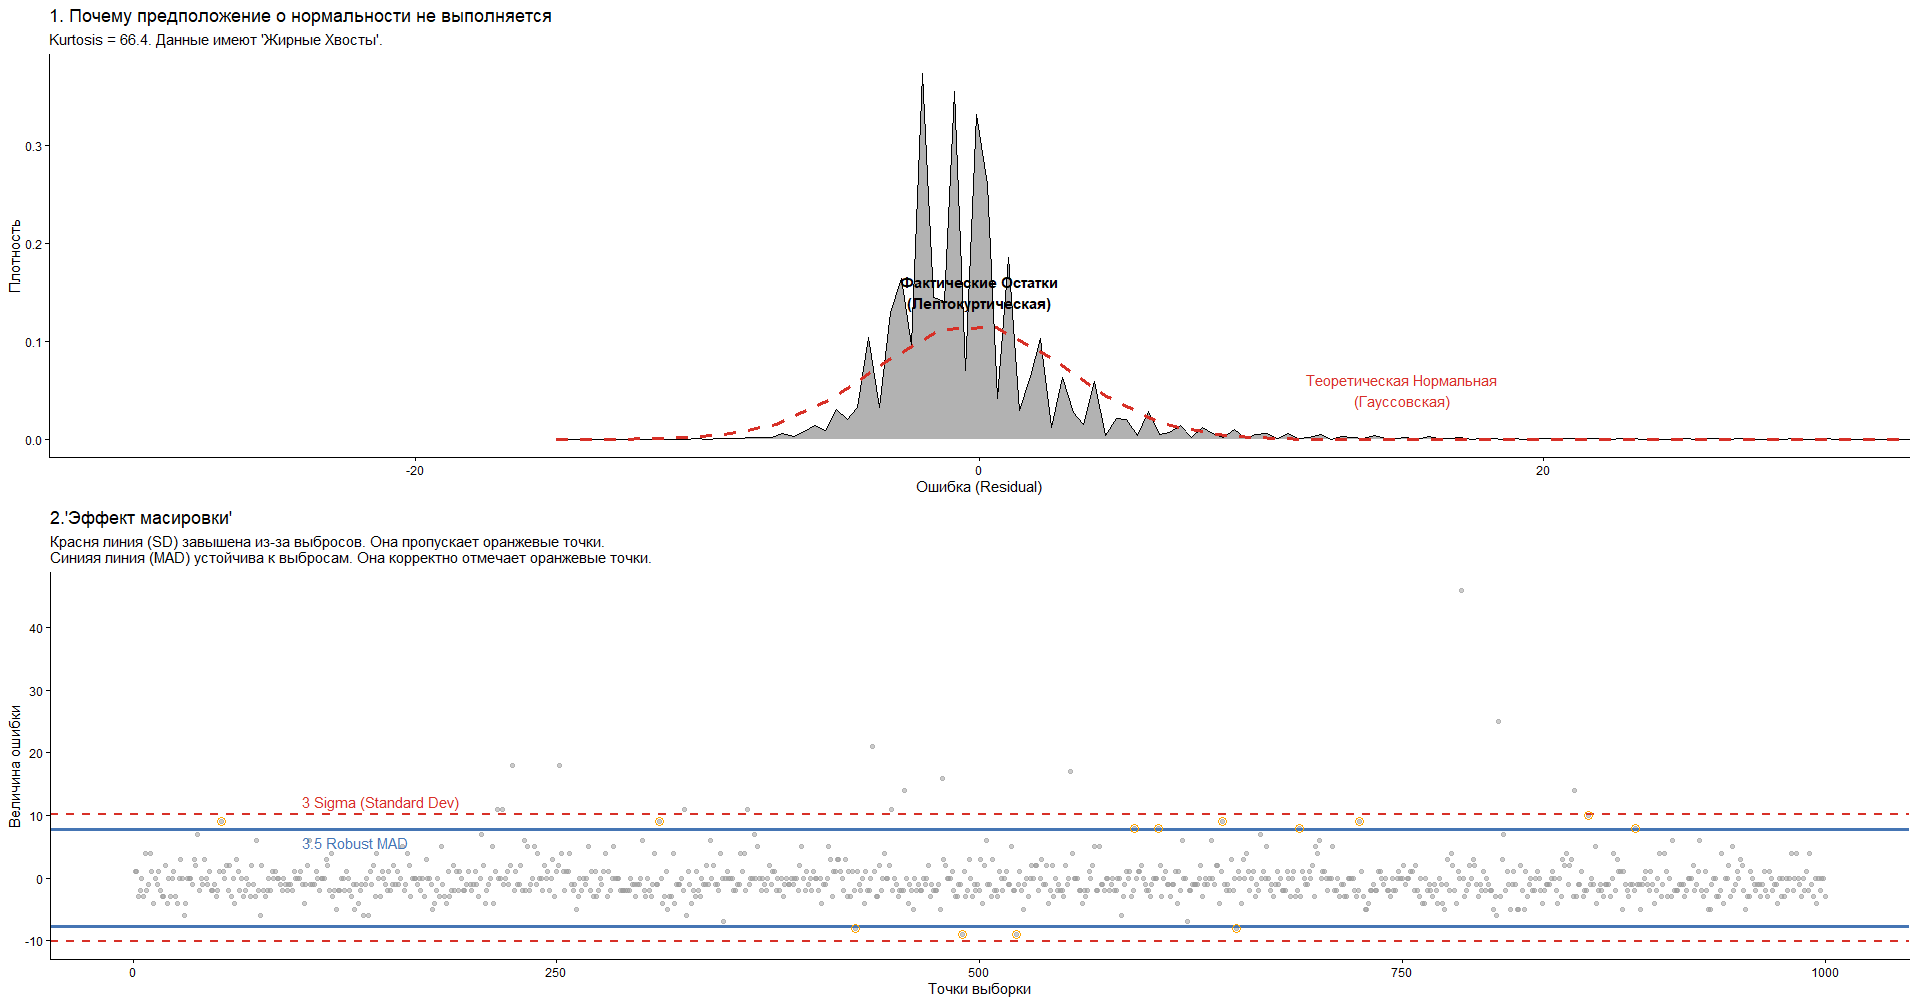 1. Почему предположение о нормальности не выполняется
Kurtosis = 66.4. Данные имеют 'Жирные Хвосты'.
Плотность
0.3
0.2
0.1
0.0
Фактические Остатки
(Лептокуртическая)
Теоретическая Нормальная
(Гауссовская)
-20
0
20
Ошибка (Residual)
2.'Эффект масировки'
Красня линия (SD) завышена из-за выбросов. Она пропускает оранжевые точки.
Синияя линия (MAD) устойчива к выбросам. Она корректно отмечает оранжевые точки.
Величина ошибки
40
30
20
10
0
-10
3 Sigma (Standard Dev)
3.5 Robust MAD
0
250
500
750
1000
Точки выборки